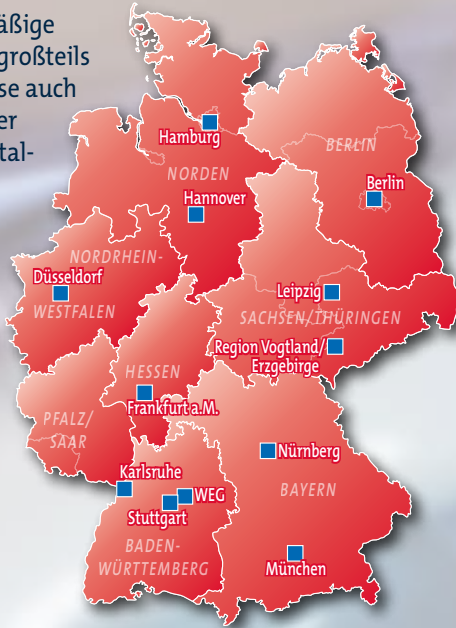 äßige
großteils
se auch
er
tal-
Hamburg
BERLIN
NORDEN
Berlin
Hannover
NORDRHEIN-
Düsseldorf
WESTFALEN
Leipzig
SACHSEN/THÜRINGEN
Region Vogtland/
Erzgebirge
HESSEN
Frankfurt a.M.
PFALZ/
SAAR
Nürnberg
Karlsruhe
BAYERN
WEG
Stuttgart
BADEN-
WÜRTTEMBERG
München